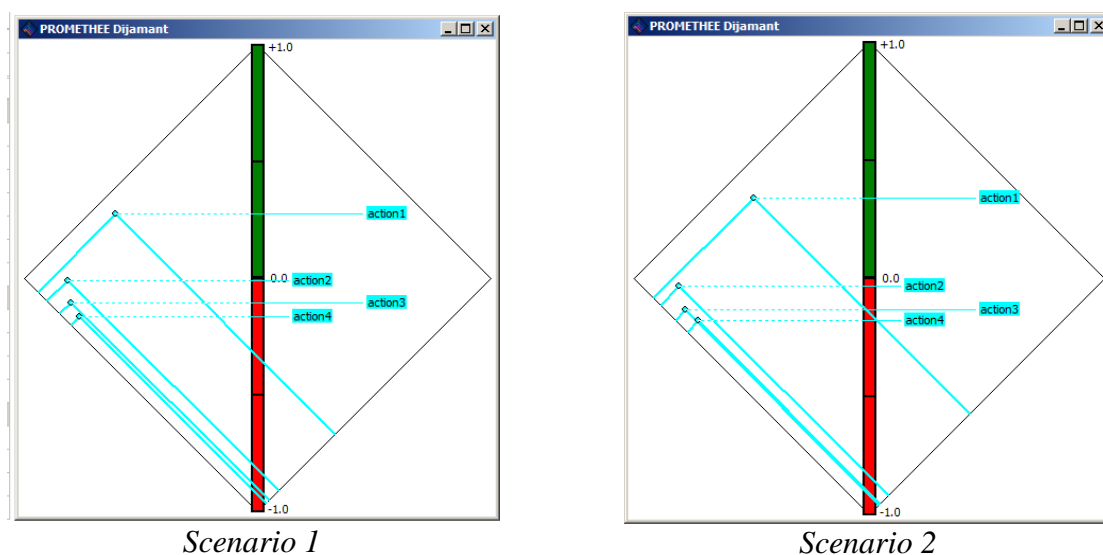 PROMETHEE Dijamant
+1.0
action1
0.0
action2
action3
action4
-1.0
Scenario 1
PROMETHEE Dijamant
+1.0
action1
0.0
action2
action3
action4
-1.0
Scenario 2